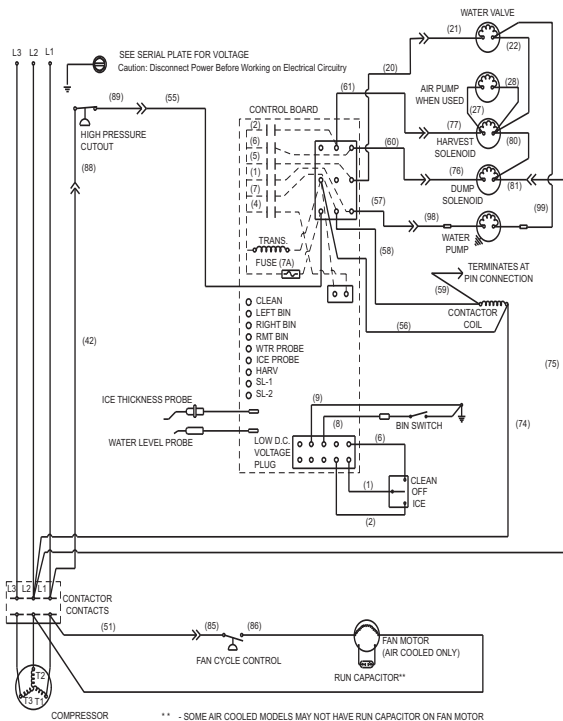 WATER VALVE
L3 L2 L1
SEE SERIAL PLATE FOR VOLTAGE
Caution: Disconnect Power Before Working on Electrical Circuitry
(21)
(22)
(20)
(89)
(55)
(61)
AIR PUMP
WHEN USED
(28)
(27)
HIGH PRESSURE
CUTOUT
(88)
CONTROL BOARD
(2)
(6)
(5)
(1)
(7)
(4)
(77)
HARVEST
SOLENOID
(80)
(60)
(76)
DUMP
SOLENOID
(81)
(57)
(98)
(99)
WATER
PUMP
TRANS.
FUSE (7A)
(58)
TERMINATES AT
PIN CONNECTION
(59)
CONTACTOR
COIL
(56)
(42)
CLEAN
LEFT BIN
RIGHT BIN
RMT BIN
WTR PROBE
ICE PROBE
HARV
SL-1
SL-2
(75)
(74)
ICE THICKNESS PROBE
WATER LEVEL PROBE
(9)
(8)
BIN SWITCH
LOW D.C.
VOLTAGE
PLUG
(6)
(1)
(2)
CLEAN
OFF
ICE
L3 L2 L1
CONTACTOR
CONTACTS
(51)
(85)
(86)
FAN CYCLE CONTROL
FAN MOTOR
(AIR COOLED ONLY)
RUN CAPACITOR**
T2
T3 T1
COMPRESSOR
** - SOME AIR COOLED MODELS MAY NOT HAVE RUN CAPACITOR ON FAN MOTOR